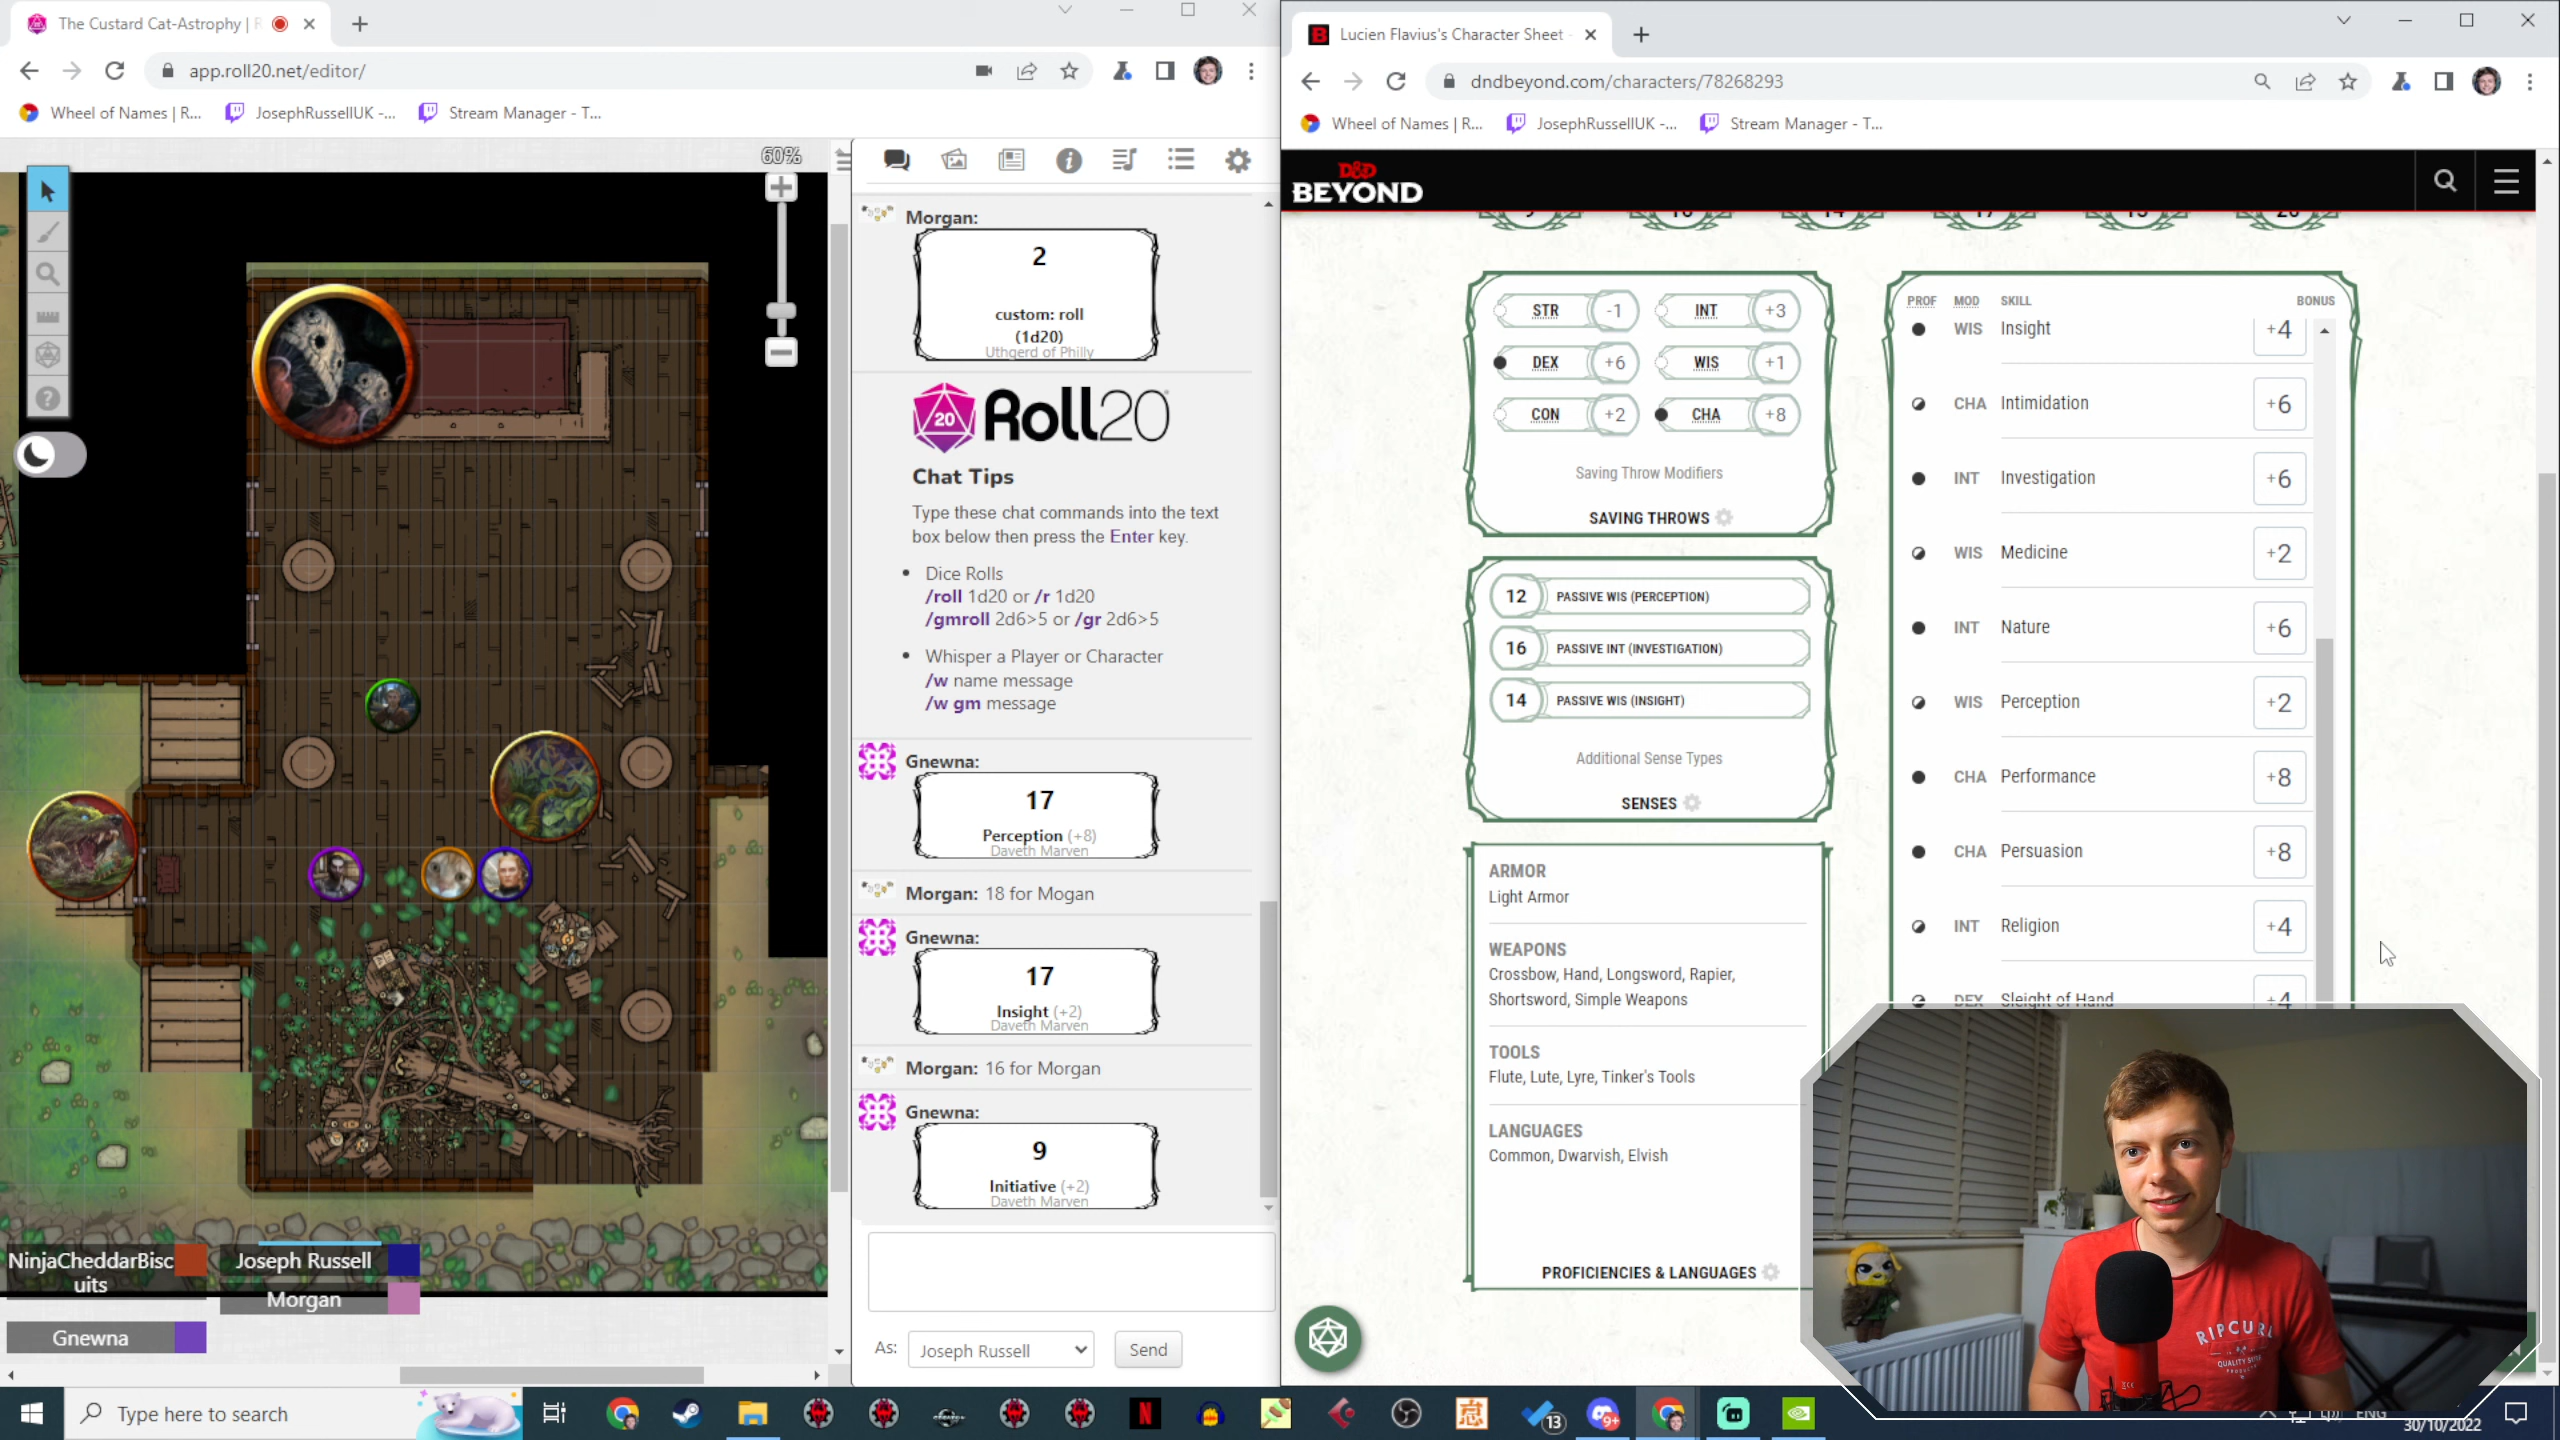 The Custard Cat-Astrophy | R
app.roll20.net/editor/
Wheel of Names | R...
JosephRussellUK -...
Stream Manager - T...
60%
Morgan:
2
custom: roll
(1d20)
Uthgerd of Philly
20
Roll20
Chat Tips
Type these chat commands into the text
box below then press the Enter key.
Dice Rolls
/roll 1d20 or /r 1d20
/gmroll 2d6>5 or /gr 2d6>5
Whisper a Player or Character
/w name message
/w gm message
Gnewna:
17
Perception (+8)
Daveth Marven
Morgan: 18 for Mogan
Gnewna:
17
Insight (+2)
Daveth Marven
Morgan: 16 for Morgan
Gnewna:
9
Initiative (+2)
Daveth Marven
As:
Joseph Russell
Send
NinjaCheddarBisc
uits
Joseph Russell
Morgan
Gnewna
Lucien Flavius's Character Sheet -
dndbeyond.com/characters/78268293
Wheel of Names | R...
JosephRussellUK -...
Stream Manager - T...
D&D
BEYOND
STR -1 INT +3
DEX +6 WIS +1
CON +2 CHA +8
Saving Throw Modifiers
SAVING THROWS
12 PASSIVE WIS (PERCEPTION)
16 PASSIVE INT (INVESTIGATION)
14 PASSIVE WIS (INSIGHT)
Additional Sense Types
SENSES
ARMOR
Light Armor
WEAPONS
Crossbow, Hand, Longsword, Rapier,
Shortsword, Simple Weapons
TOOLS
Flute, Lute, Lyre, Tinker's Tools
LANGUAGES
Common, Dwarvish, Elvish
PROFICIENCIES & LANGUAGES
PROF MOD SKILL BONUS
WIS Insight +4
CHA Intimidation +6
INT Investigation +6
WIS Medicine +2
INT Nature +6
WIS Perception +2
CHA Performance +8
CHA Persuasion +8
INT Religion +4
DEX Sleight of Hand +4
RIPCURL
QUALITY
Type here to search
13
9+
ENG
30/10/2022